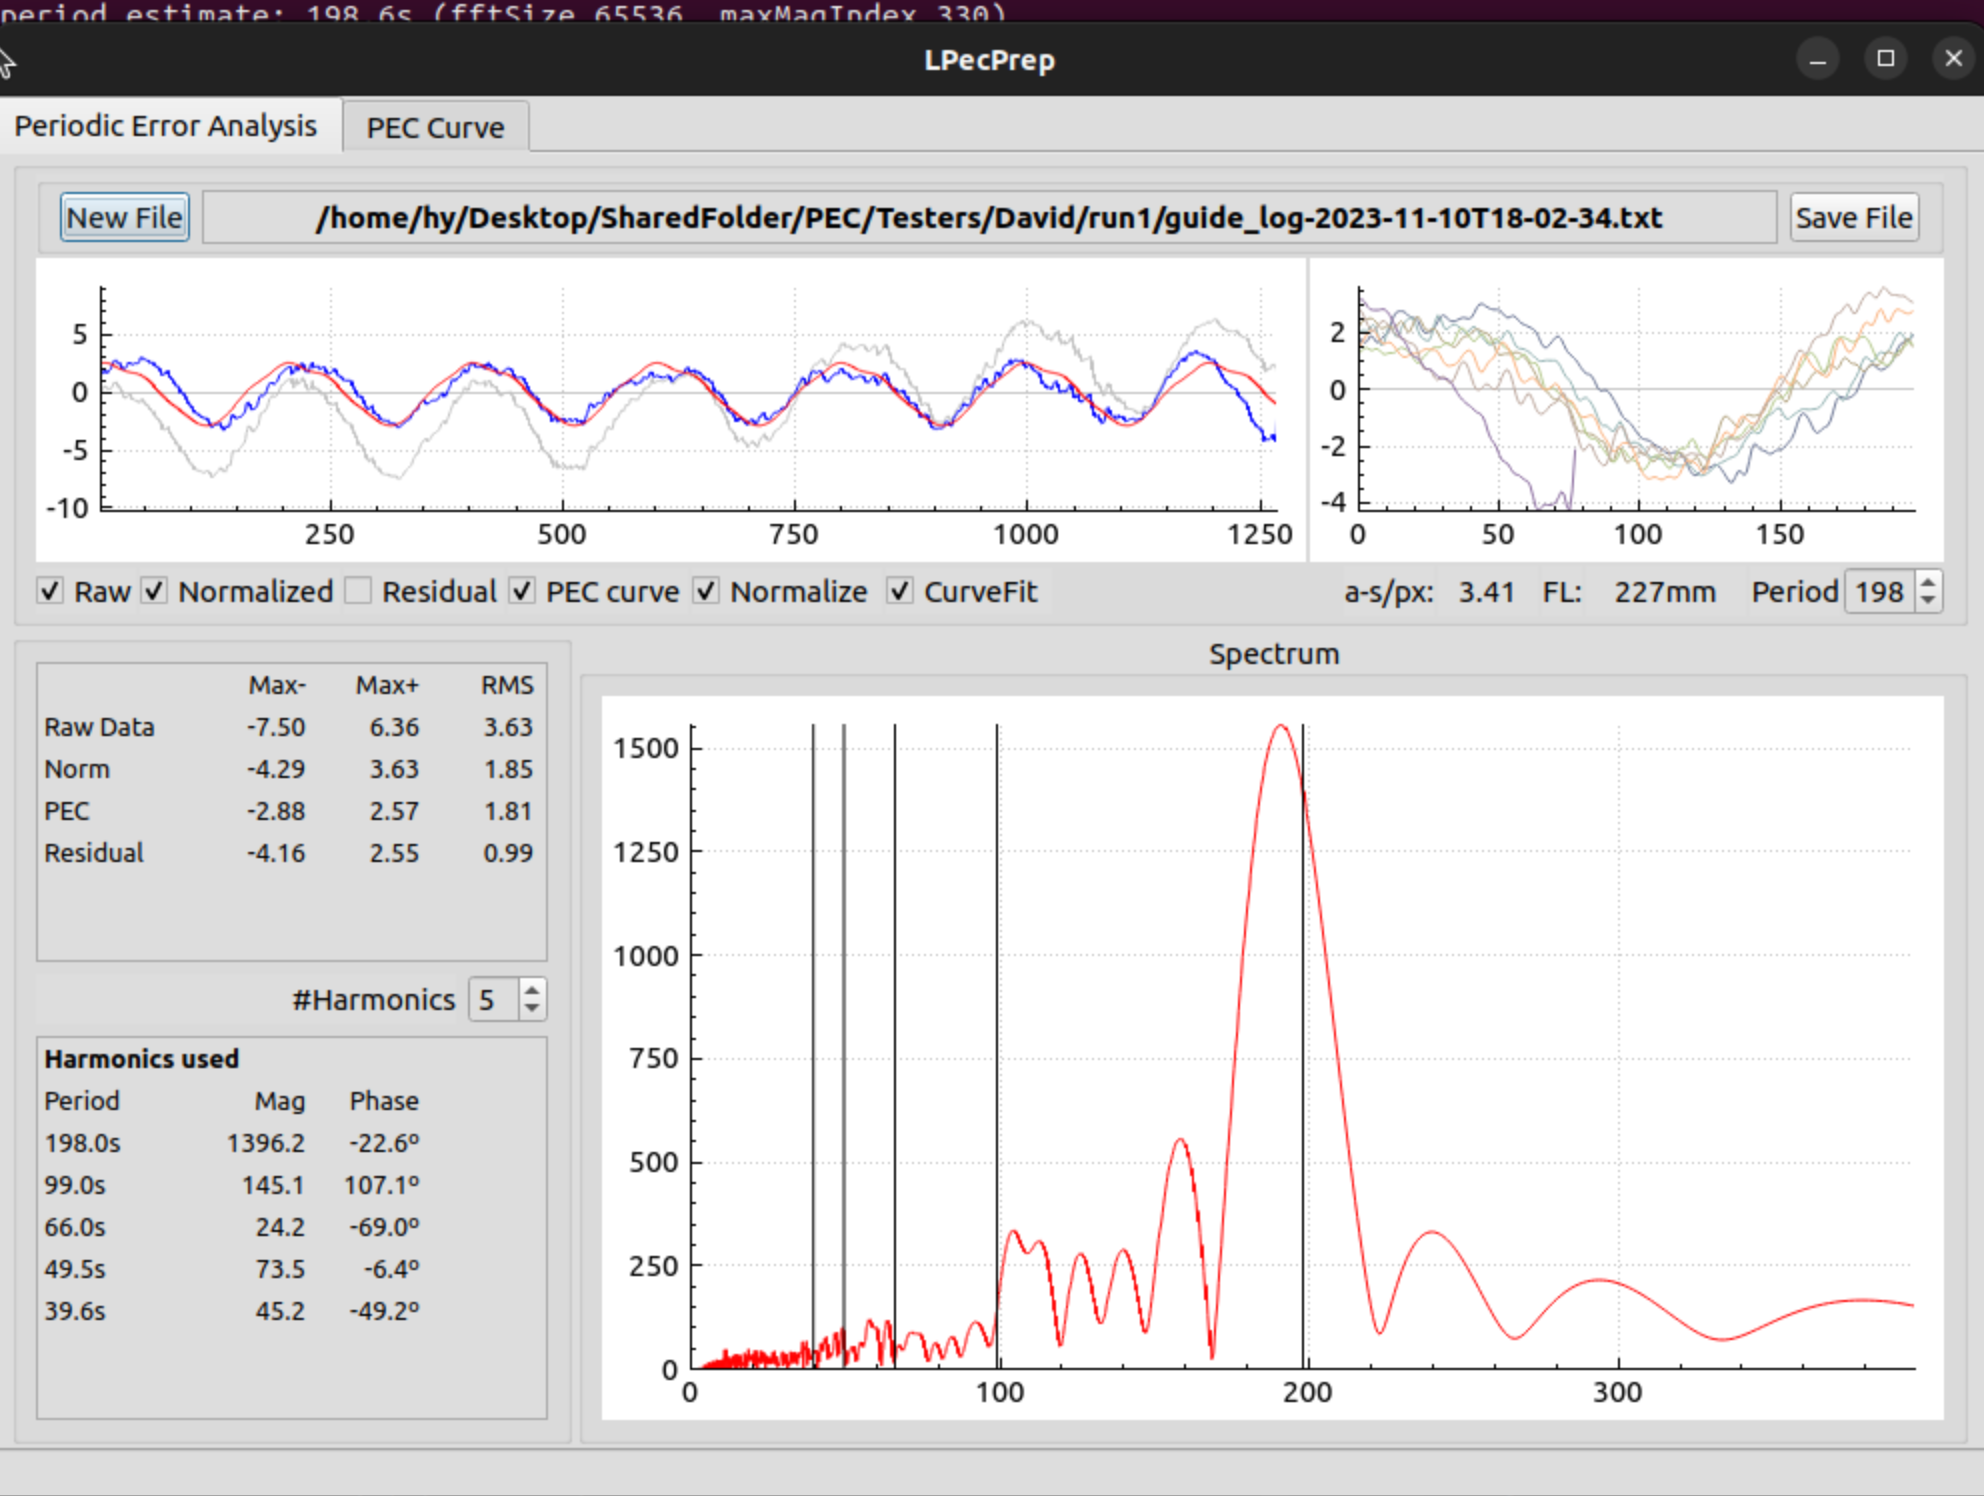 period estimate: 198.6s (fftSize 65536 maxMagIndex 330)
LPecPrep
Periodic Error Analysis PEC Curve
New File /home/hy/Desktop/SharedFolder/PEC/Testers/David/run1/guide_log-2023-11-10T18-02-34.txt Save File
5
0
-5
-10
250 500 750 1000 1250
2
0
-2
-4
0 50 100 150
Raw Normalized Residual PEC curve Normalize CurveFit a-s/px: 3.41 FL: 227mm Period 198
Max- Max+ RMS
Raw Data -7.50 6.36 3.63
Norm -4.29 3.63 1.85
PEC -2.88 2.57 1.81
Residual -4.16 2.55 0.99
#Harmonics 5
Harmonics used
Period Mag Phase
198.0s 1396.2 -22.6º
99.0s 145.1 107.1º
66.0s 24.2 -69.0º
49.5s 73.5 -6.4º
39.6s 45.2 -49.2º
Spectrum
1500
1250
1000
750
500
250
0
0 100 200 300